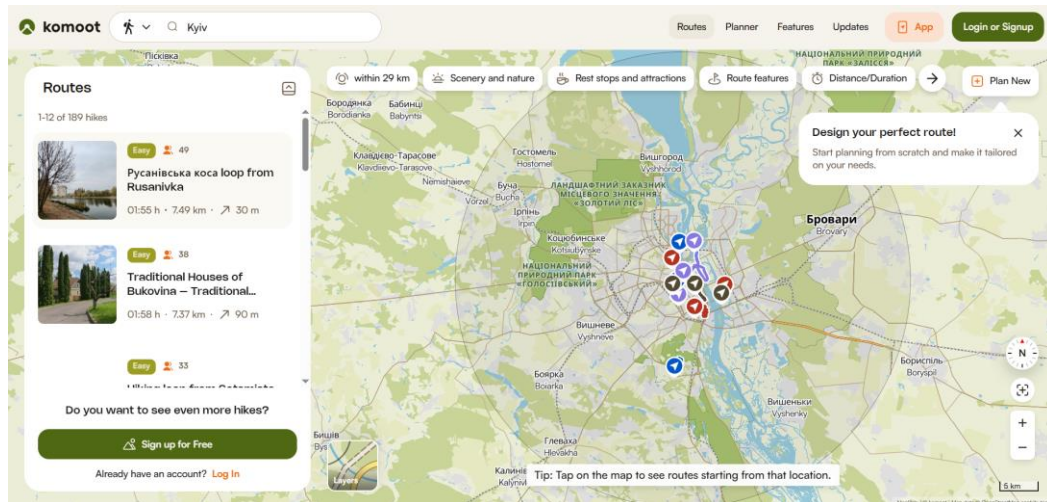 komoot
Kyiv
Routes
Planner
Features
Updates
App
Login or Signup
Routes
1-12 of 189 hikes
Easy 49
Русанівська коса loop from
Rusanivka
01:55 h · 7.49 km · 30 m
Easy 38
Traditional Houses of
Bukovina – Traditional...
01:58 h · 7.37 km · 90 m
Easy 33
Do you want to see even more hikes?
Sign up for Free
Already have an account? Log In
within 29 km
Scenery and nature
Rest stops and attractions
Route features
Distance/Duration
Plan New
Design your perfect route!
Start planning from scratch and make it tailored
on your needs.
Пісківка
НАЦІОНАЛЬНИЙ ПРИРОДНИЙ
ПАРК «ЗАЛІССЯ»
Бородянка
Borodianka
Бабинці
Babyntsi
Клавдієво-Тарасове
Klavdiievo-Tarasove
Nemishaieve
Гостомель
Hostomel
Вишгород
Vyshhorod
Буча
Bucha
Vorzel
ЛАНДШАФТНИЙ ЗАКАЗНИК
МІСЦЕВОГО ЗНАЧЕННЯ
«ЗОЛОТИЙ ЛІС»
Ірпінь
Irpin
Коцюбинське
Kotsiubynske
НАЦІОНАЛЬНИЙ
ПРИРОДНИЙ ПАРК
«ГОЛОСІЇВСЬКИЙ»
Бровари
Brovary
Вишневе
Vyshneve
Боярка
Boiarka
Бориспіль
Boryspil
Вишеньки
Vyshenky
Глеваха
Hlevakha
Бишів
Layers
Tip: Tap on the map to see routes starting from that location.
N
+
−
5 km